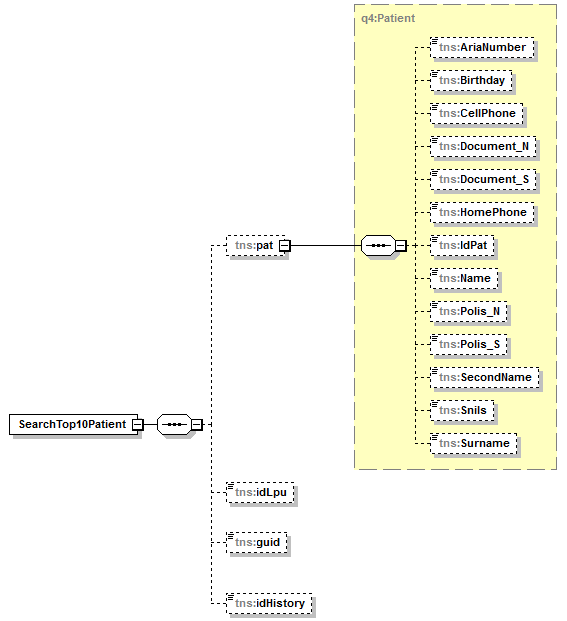 q4:Patient
tns:AriaNumber
tns:Birthday
tns:CellPhone
tns:Document_N
tns:Document_S
tns:HomePhone
tns:pat
tns:IdPat
tns:Name
tns:Polis_N
tns:Polis_S
tns:SecondName
tns:Snils
SearchTop10Patient
tns:Surname
tns:idLpu
tns:guid
tns:idHistory